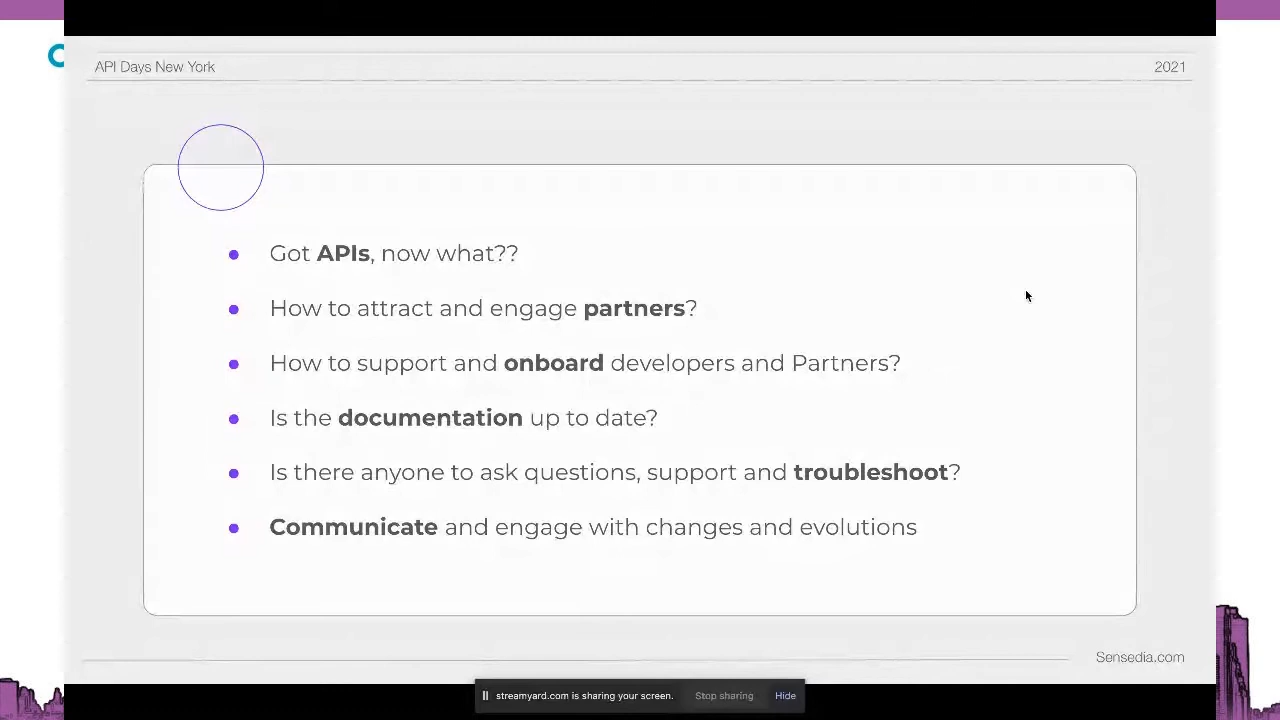 API Days New York
2021
Got APIs, now what??
How to attract and engage partners?
How to support and onboard developers and Partners?
Is the documentation up to date?
Is there anyone to ask questions, support and troubleshoot?
Communicate and engage with changes and evolutions
Sensedia.com
streamyard.com is sharing your screen.
Stop sharing
Hide